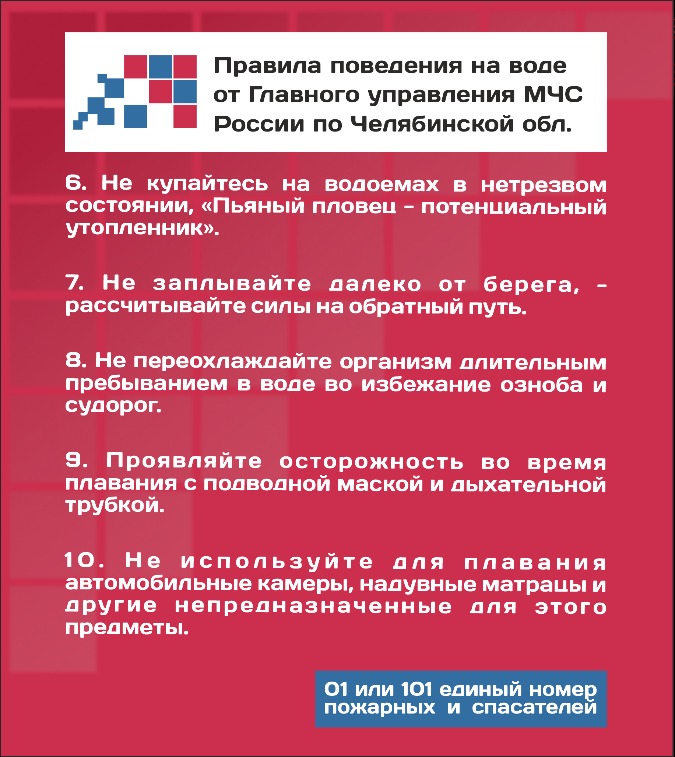 Правила поведения на воде
от Главного управления МЧС
России по Челябинской обл.
6. Не купайтесь на водоемах в нетрезвом
состоянии, «Пьяный пловец - потенциальный
утопленник».
7. Не заплывайте далеко от берега, -
рассчитывайте силы на обратный путь.
8. Не переохлаждайте организм длительным
пребыванием в воде во избежание озноба и
судорог.
9. Проявляйте осторожность во время
плавания с подводной маской и дыхательной
трубкой.
10. Не используйте для плавания
автомобильные камеры, надувные матрацы и
другие непредназначенные для этого
предметы.
01 или 101 единый номер
пожарных и спасателей